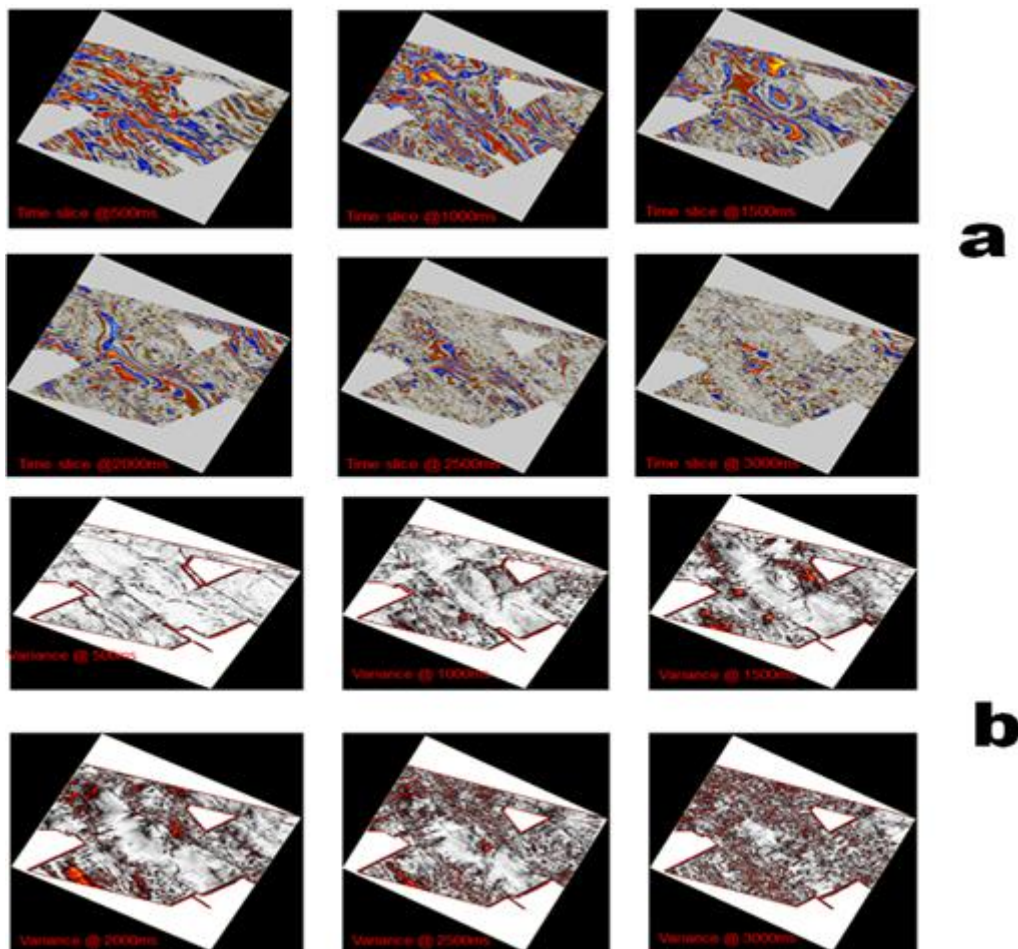 Time slice @500ms
Time slice @1000ms
Time slice @1500ms
a
Time slice @2000ms
Time slice @ 2500ms
Time slice @ 3000ms
Variance @ 500ms
Variance @ 1000ms
Variance @ 1500ms
b
Variance @ 2000ms
Variance @ 2500ms
Variance @ 3000ms